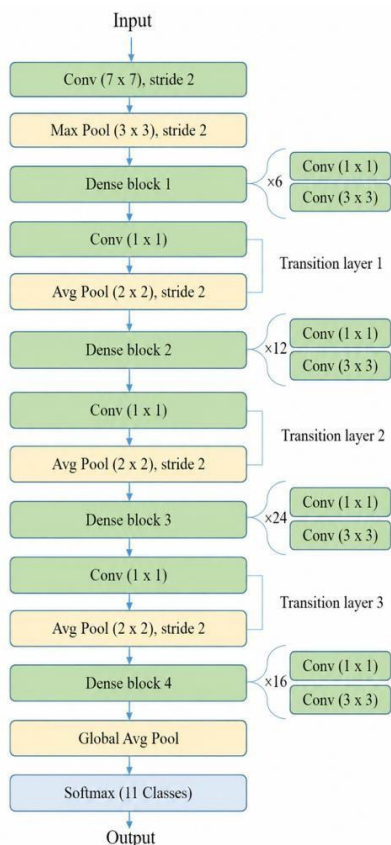 Input
Conv (7 x 7), stride 2
Max Pool (3 x 3), stride 2
Dense block 1
×6
Conv (1 x 1)
Conv (3 x 3)
Conv (1 x 1)
Avg Pool (2 x 2), stride 2
Transition layer 1
Dense block 2
×12
Conv (1 x 1)
Conv (3 x 3)
Conv (1 x 1)
Avg Pool (2 x 2), stride 2
Transition layer 2
Dense block 3
×24
Conv (1 x 1)
Conv (3 x 3)
Conv (1 x 1)
Avg Pool (2 x 2), stride 2
Transition layer 3
Dense block 4
×16
Conv (1 x 1)
Conv (3 x 3)
Global Avg Pool
Softmax (11 Classes)
Output